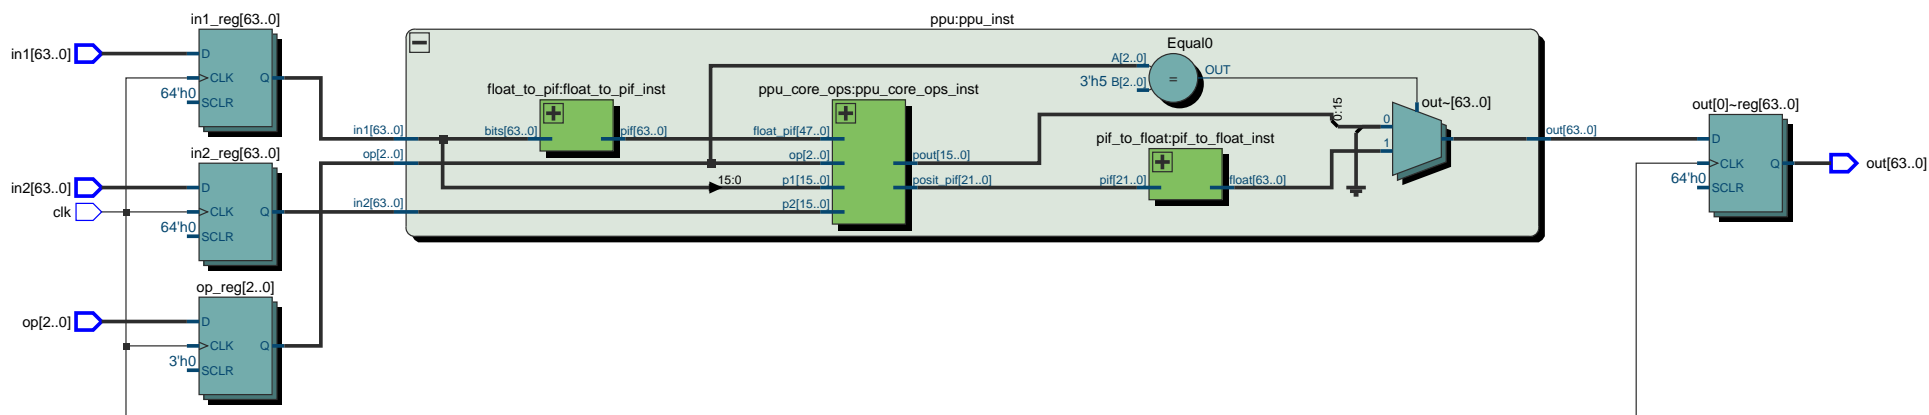 in1_reg[63..0]
in1[63..0]
D
CLK
Q
64'h0
SCLR
in2_reg[63..0]
in2[63..0]
D
clk
CLK
Q
64'h0
SCLR
op_reg[2..0]
op[2..0]
D
CLK
Q
3'h0
SCLR
ppu:ppu_inst
in1[63..0]
op[2..0]
in2[63..0]
float_to_pif:float_to_pif_inst
bits[63..0]
pif[63..0]
15:0
ppu_core_ops:ppu_core_ops_inst
float_pif[47..0]
op[2..0]
p1[15..0]
p2[15..0]
pout[15..0]
posit_pif[21..0]
Equal0
A[2..0]
3'h5 B[2..0]
=
OUT
pif_to_float:pif_to_float_inst
pif[21..0]
float[63..0]
0:15
out~[63..0]
0
1
out[63..0]
out[0]~reg[63..0]
D
CLK
Q
64'h0
SCLR
out[63..0]